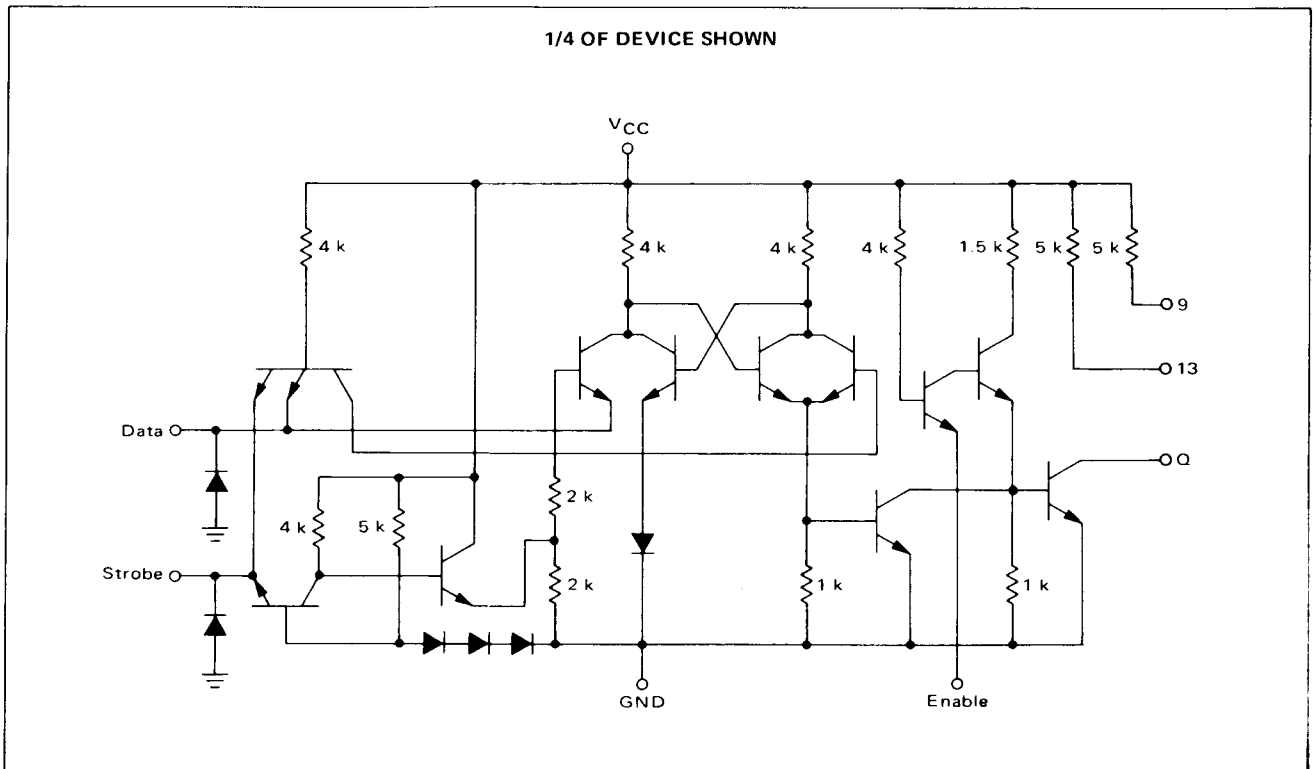 1/4 OF DEVICE SHOWN
VCC
4 k
4 k
4 k
4 k
1.5 k
5 k
5 k
9
13
Data
Q
2 k
4 k
5 k
Strobe
2 k
1 k
1 k
GND
Enable